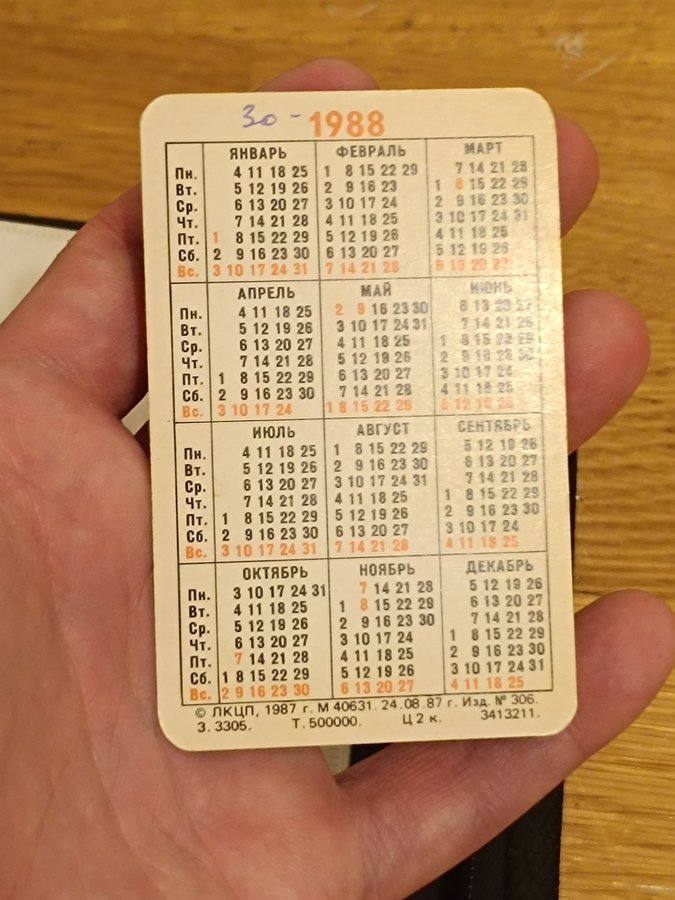 30 - 1988
ЯНВАРЬ ФЕВРАЛЬ МАРТ
Пн. 4 11 18 25 1 8 15 22 29 7 14 21 28
Вт. 5 12 19 26 2 9 16 23 1 8 15 22 29
Ср. 6 13 20 27 3 10 17 24 2 9 16 23 30
Чт. 7 14 21 28 4 11 18 25 3 10 17 24 31
Пт. 1 8 15 22 29 5 12 19 26 4 11 18 25
Сб. 2 9 16 23 30 6 13 20 27 5 12 19 26
Вс. 3 10 17 24 31 7 14 21 28 6 13 20 27
АПРЕЛЬ МАЙ ИЮНЬ
Пн. 4 11 18 25 2 9 16 23 30 6 13 20 27
Вт. 5 12 19 26 3 10 17 24 31 7 14 21 28
Ср. 6 13 20 27 4 11 18 25 1 8 15 22 29
Чт. 7 14 21 28 5 12 19 26 2 9 16 23 30
Пт. 1 8 15 22 29 6 13 20 27 3 10 17 24
Сб. 2 9 16 23 30 7 14 21 28 4 11 18 25
Вс. 3 10 17 24 1 8 15 22 29 5 12 19 26
ИЮЛЬ АВГУСТ СЕНТЯБРЬ
Пн. 4 11 18 25 1 8 15 22 29 5 12 19 26
Вт. 5 12 19 26 2 9 16 23 30 6 13 20 27
Ср. 6 13 20 27 3 10 17 24 31 7 14 21 28
Чт. 7 14 21 28 4 11 18 25 1 8 15 22 29
Пт. 1 8 15 22 29 5 12 19 26 2 9 16 23 30
Сб. 2 9 16 23 30 6 13 20 27 3 10 17 24
Вс. 3 10 17 24 31 7 14 21 28 4 11 18 25
ОКТЯБРЬ НОЯБРЬ ДЕКАБРЬ
Пн. 3 10 17 24 31 7 14 21 28 5 12 19 26
Вт. 4 11 18 25 1 8 15 22 29 6 13 20 27
Ср. 5 12 19 26 2 9 16 23 30 7 14 21 28
Чт. 6 13 20 27 3 10 17 24 1 8 15 22 29
Пт. 7 14 21 28 4 11 18 25 2 9 16 23 30
Сб. 1 8 15 22 29 5 12 19 26 3 10 17 24 31
Вс. 2 9 16 23 30 6 13 20 27 4 11 18 25
© ЛКЦП, 1987 г. М 40631. 24.08.87 г. Изд. № 306.
З. 3305. Т. 500000. Ц 2 к. 3413211.